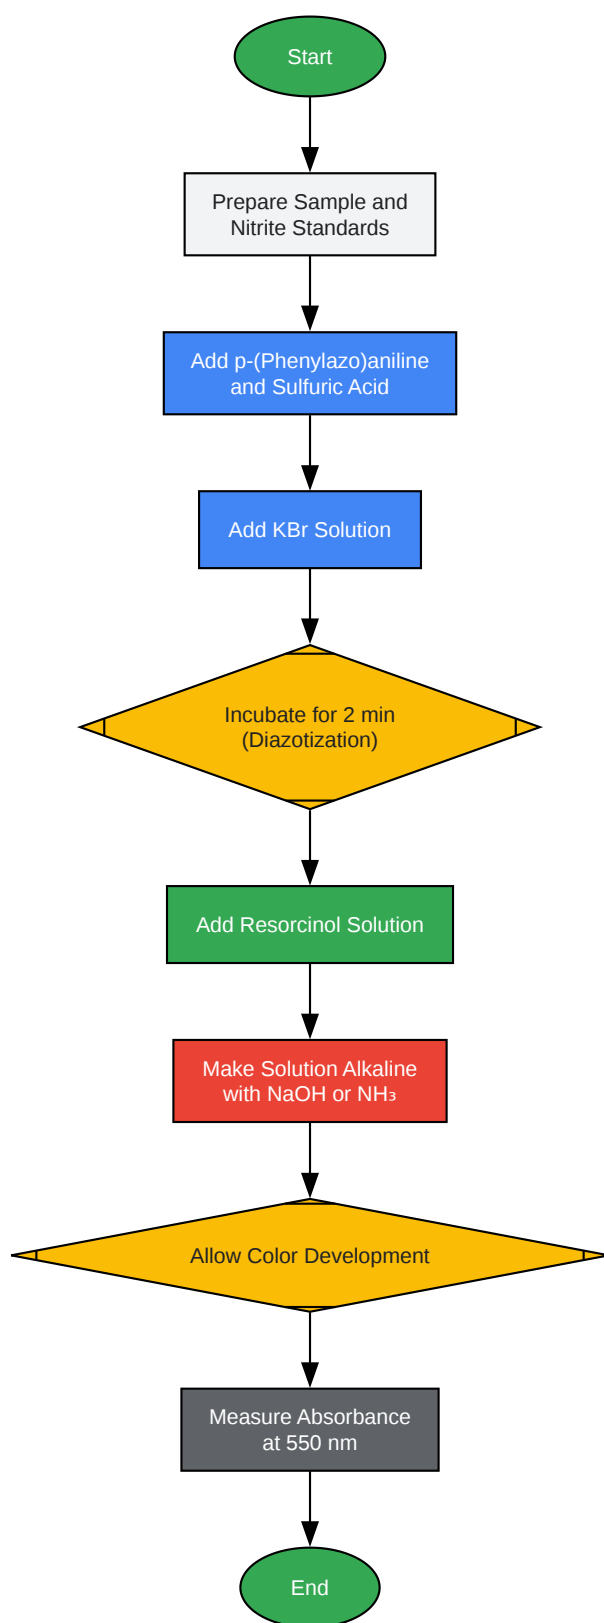 Start
Prepare Sample and
Nitrite Standards
Add p-(Phenylazo)aniline
and Sulfuric Acid
Add KBr Solution
Incubate for 2 min
(Diazotization)
Add Resorcinol Solution
Make Solution Alkaline
with NaOH or NH₃
Allow Color Development
Measure Absorbance
at 550 nm
End